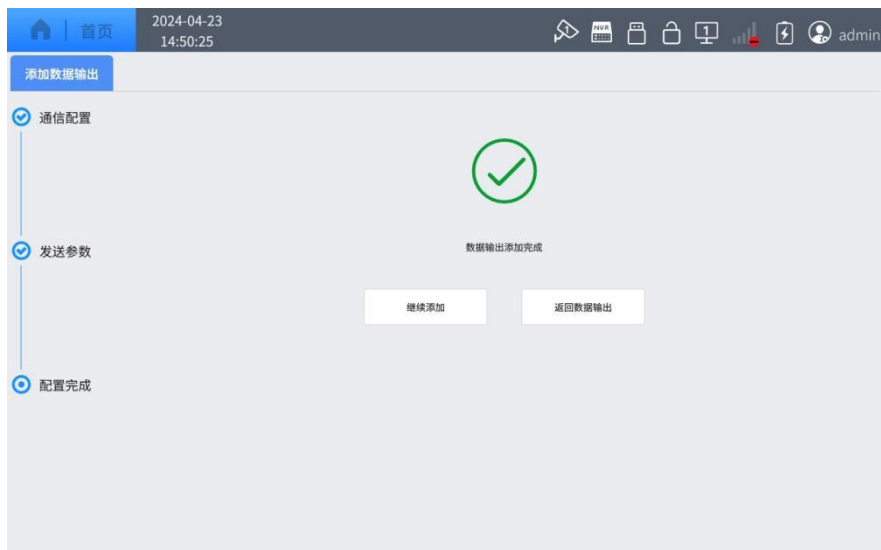 首页
2024-04-23
14:50:25
1
NVR
1
admin
添加数据输出
通信配置
数据输出添加完成
发送参数
继续添加
返回数据输出
配置完成